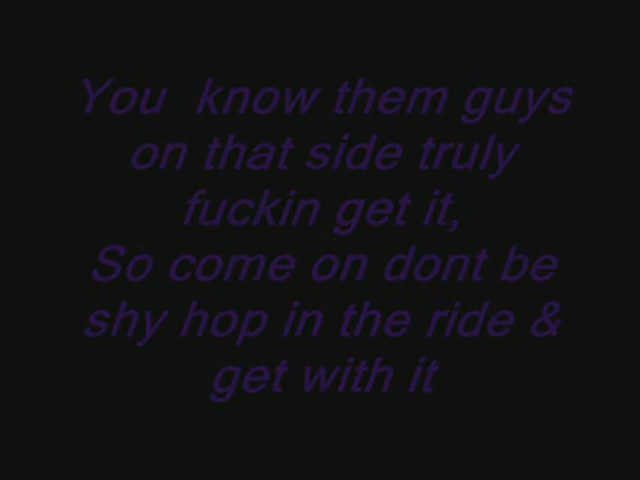 You know them guys
on that side truly
fuckin get it,
So come on dont be
shy hop in the ride &
get with it